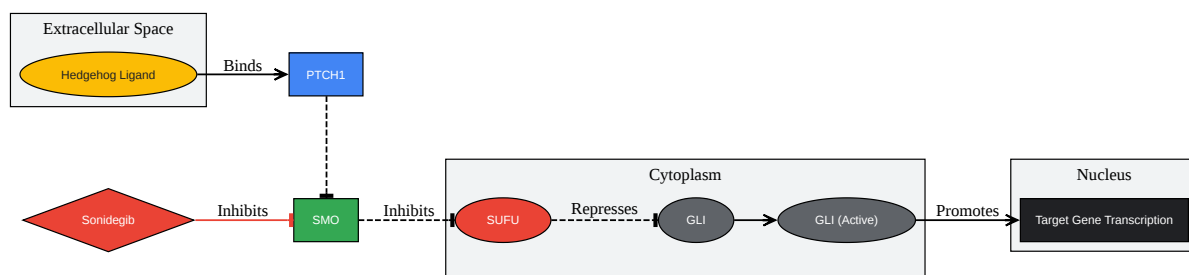 Extracellular Space
Hedgehog Ligand
Binds
PTCH1
Sonidegib
Inhibits
SMO
Inhibits
Cytoplasm
SUFU
Represses
GLI
GLI (Active)
Promotes
Nucleus
Target Gene Transcription